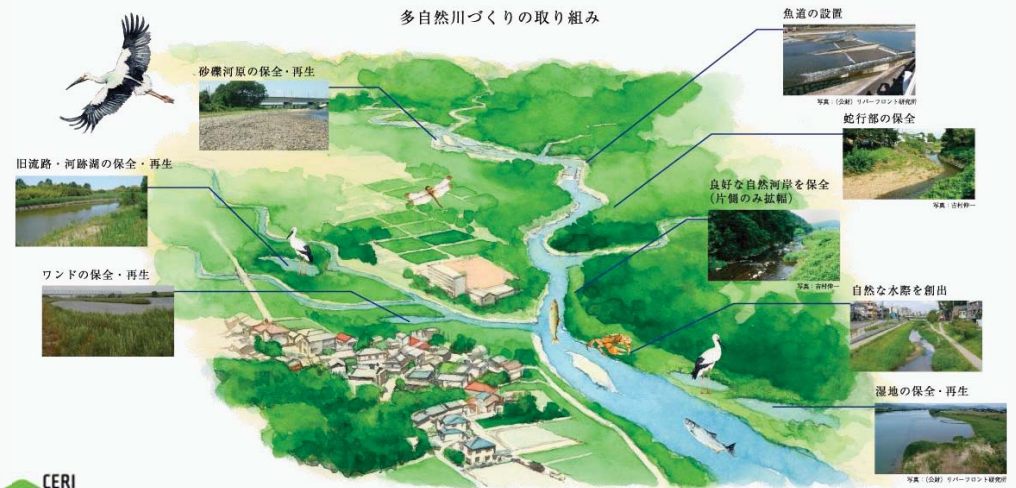 多自然川づくりの取り組み
魚道の設置
写真：（公財）リバーフロント研究所
砂礫河原の保全・再生
蛇行部の保全
写真：吉村伸一
旧流路・河跡湖の保全・再生
良好な自然河岸を保全
（片側のみ拡幅）
写真：吉村伸一
ワンドの保全・再生
自然な水際を創出
湿地の保全・再生
写真：（公財）リバーフロント研究所
CERI